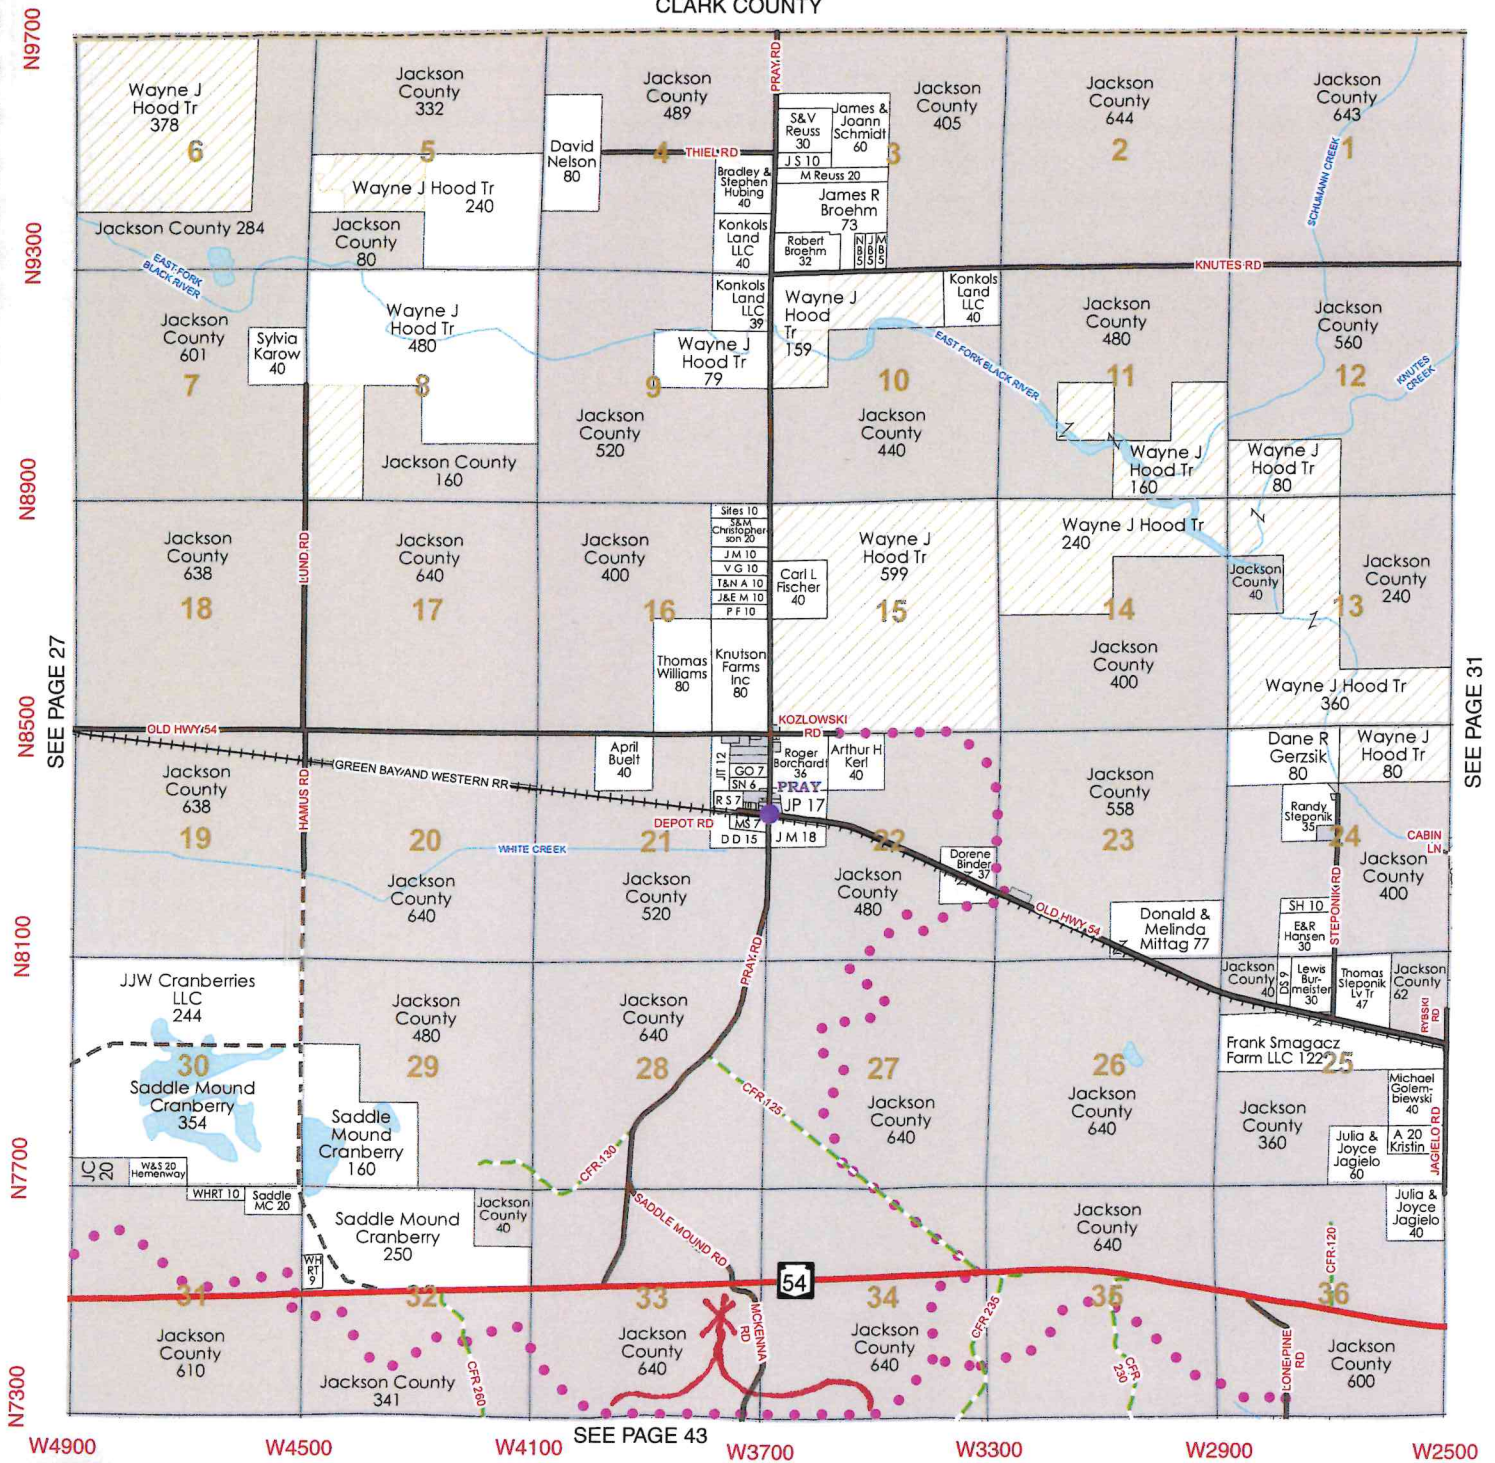 CLARK COUNTY
N9700
N9300
N8900
N8500
N8100
N7700
N7300
SEE PAGE 27
SEE PAGE 31
Wayne J
Hood Tr
378
6
Jackson County 284
EAST FORK
BLACK RIVER
Jackson
County
332
5
Wayne J Hood Tr
240
Jackson
County
80
Jackson
County
489
4
David
Nelson
80
THIEL RD
PRAY RD
Bradley &
Stephen
Hubing
40
Konkols
Land
LLC
40
S&V
Reuss
30
James &
Joann
Schmidt
60
J S 10
M Reuss 20
James R
Broehm
73
Robert
Broehm
32
N
B
5
J
B
5
M
B
5
Jackson
County
405
3
Jackson
County
644
2
Jackson
County
643
1
SCHUMANN CREEK
KNUTES RD
Jackson
County
601
7
Sylvia
Karow
40
Wayne J
Hood Tr
480
8
Jackson County
160
Konkols
Land
LLC
39
Wayne J
Hood Tr
79
9
Jackson
County
520
Wayne J
Hood
Tr
159
Konkols
Land
LLC
40
EAST FORK BLACK RIVER
10
Jackson
County
440
Jackson
County
480
11
Wayne J
Hood Tr
160
Jackson
County
560
12
KNUTES
CREEK
Wayne J
Hood Tr
80
Jackson
County
638
18
LUND RD
Jackson
County
640
17
Jackson
County
400
16
Sites 10
S&M
Christopher-
son 20
J M 10
V G 10
T&N A 10
J&E M 10
P F 10
Thomas
Williams
80
Knutson
Farms
Inc
80
Carl L
Fischer
40
Wayne J
Hood Tr
599
15
Wayne J Hood Tr
240
14
Jackson
County
400
Jackson
County
40
13
Jackson
County
240
Wayne J Hood Tr
360
OLD HWY 54
KOZLOWSKI
RD
GREEN BAY AND WESTERN RR
Jackson
County
638
19
HAMUS RD
20
Jackson
County
640
WHITE CREEK
April
Buelt
40
JIT 12
GO 7
SN 6
R S 7
MS 7
D D 15
DEPOT RD
21
Jackson
County
520
Roger
Borchardt
36
PRAY
JP 17
J M 18
Arthur H
Kerl
40
22
Jackson
County
480
Dorene
Binder
37
OLD HWY 54
Jackson
County
558
23
Donald &
Melinda
Mittag 77
Dane R
Gerzsik
80
Wayne J
Hood Tr
80
Randy
Steponik
35
24
CABIN
LN
Jackson
County
400
STEPONIK RD
SH 10
E&R
Hansen
30
JJW Cranberries
LLC
244
30
Saddle Mound
Cranberry
354
JC
20
W&S 20
Hemenway
Jackson
County
480
29
Saddle
Mound
Cranberry
160
PRAY RD
Jackson
County
640
28
CFR 125
CFR 130
27
Jackson
County
640
26
Jackson
County
640
Jackson
County
40
DS 9
Lewis
Bur-
meister
30
Thomas
Steponik
Lv Tr
47
Jackson
County
62
RYBSKI
RD
Frank Smagacz
Farm LLC 122
25
Jackson
County
360
Michael
Golem-
biewski
40
Julia &
Joyce
Jagielo
60
A 20
Kristin
JAGIELO RD
WHRT 10
Saddle
MC 20
31
Jackson
County
610
WH
RT
9
Saddle Mound
Cranberry
250
Jackson
County
40
32
Jackson County
341
CFR 260
SADDLE MOUND RD
33
Jackson
County
640
MCKENNA
RD
54
34
Jackson
County
640
CFR 235
Jackson
County
640
35
CFR
230
Julia &
Joyce
Jagielo
40
CFR 120
36
LONE PINE
RD
Jackson
County
600
SEE PAGE 43
W4900
W4500
W4100
W3700
W3300
W2900
W2500